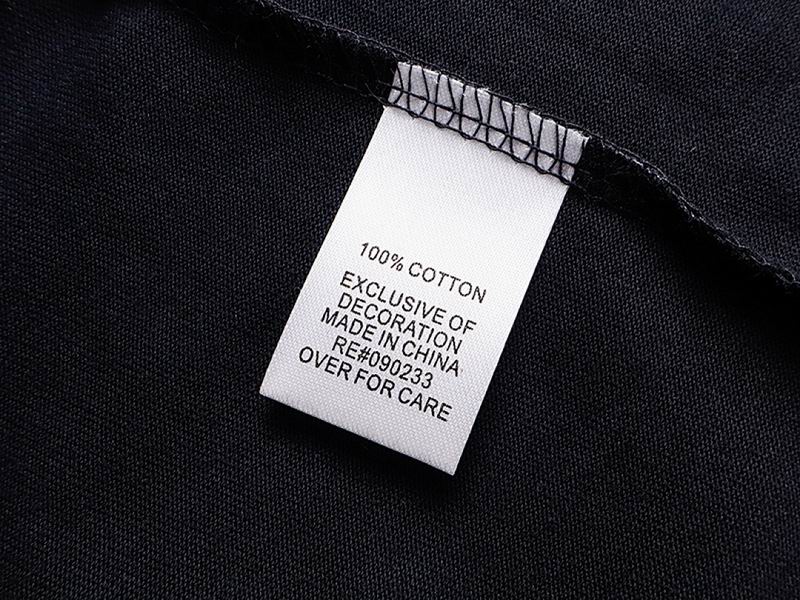 100% COTTON
EXCLUSIVE OF
DECORATION
MADE IN CHINA
RE#090233
OVER FOR CARE